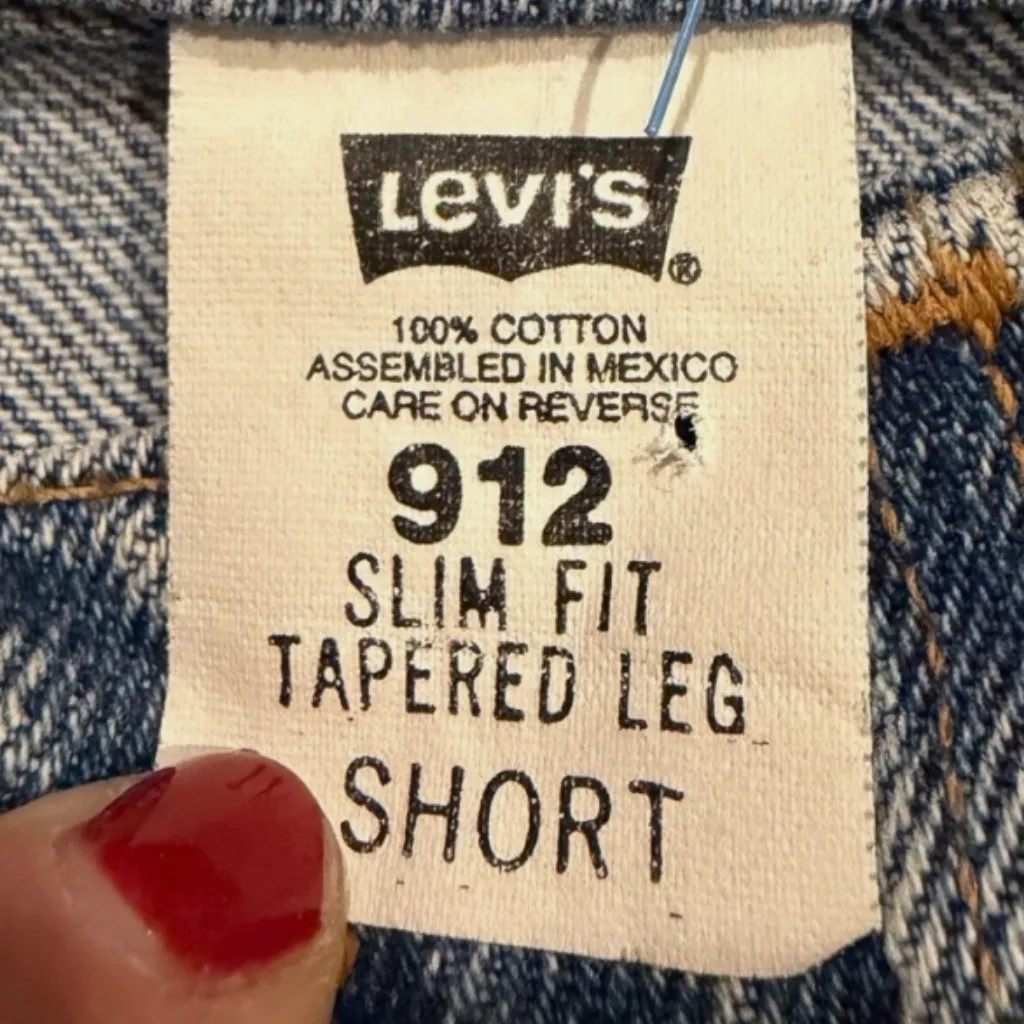 Levi's
®
100% COTTON
ASSEMBLED IN MEXICO
CARE ON REVERSE
912
SLIM FIT
TAPERED LEG
SHORT